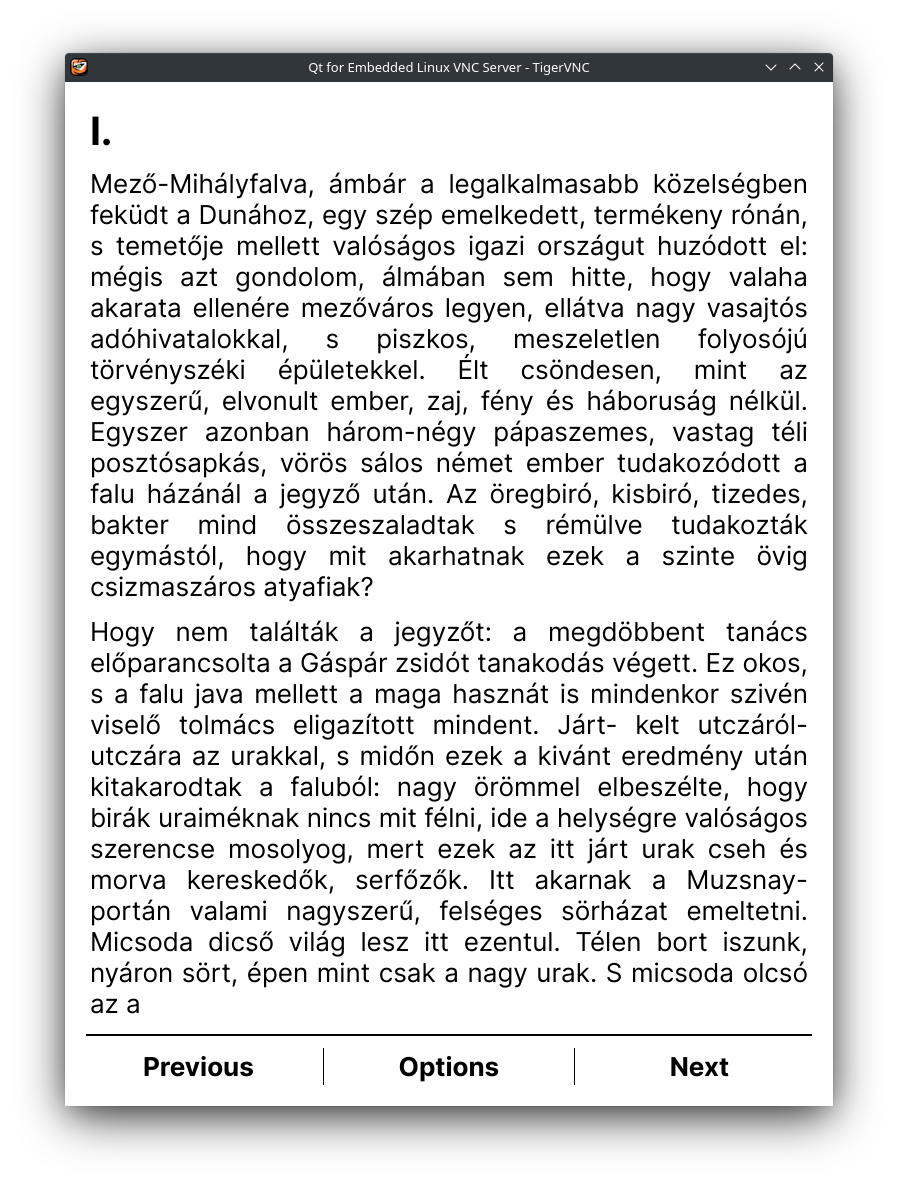 Qt for Embedded Linux VNC Server - TigerVNC
I.
Mező-Mihályfalva, ámbár a legalkalmasabb közelségben
feküdt a Dunához, egy szép emelkedett, termékeny rónán,
s temetője mellett valóságos igazi országut huzódott el:
mégis azt gondolom, álmában sem hitte, hogy valaha
akarata ellenére mezőváros legyen, ellátva nagy vasajtós
adóhivatalokkal, s piszkos, meszeletlen folyosójú
törvényszéki épületekkel. Élt csöndesen, mint az
egyszerű, elvonult ember, zaj, fény és háboruság nélkül.
Egyszer azonban három-négy pápaszemes, vastag téli
posztósapkás, vörös sálos német ember tudakozódott a
falu házánál a jegyző után. Az öregbiró, kisbiró, tizedes,
bakter mind összeszaladtak s rémülve tudakozták
egymástól, hogy mit akarhatnak ezek a szinte övig
csizmaszáros atyafiak?
Hogy nem találták a jegyzőt: a megdöbbent tanács
előparancsolta a Gáspár zsidót tanakodás végett. Ez okos,
s a falu java mellett a maga hasznát is mindenkor szivén
viselő tolmács eligazított mindent. Járt- kelt utczáról-
utczára az urakkal, s midőn ezek a kivánt eredmény után
kitakarodtak a faluból: nagy örömmel elbeszélte, hogy
birák uraiméknak nincs mit félni, ide a helységre valóságos
szerencse mosolyog, mert ezek az itt járt urak cseh és
morva kereskedők, serfőzők. Itt akarnak a Muzsnay-
portán valami nagyszerű, felséges sörházat emeltetni.
Micsoda dicső világ lesz itt ezentul. Télen bort iszunk,
nyáron sört, épen mint csak a nagy urak. S micsoda olcsó
az a
Previous Options Next